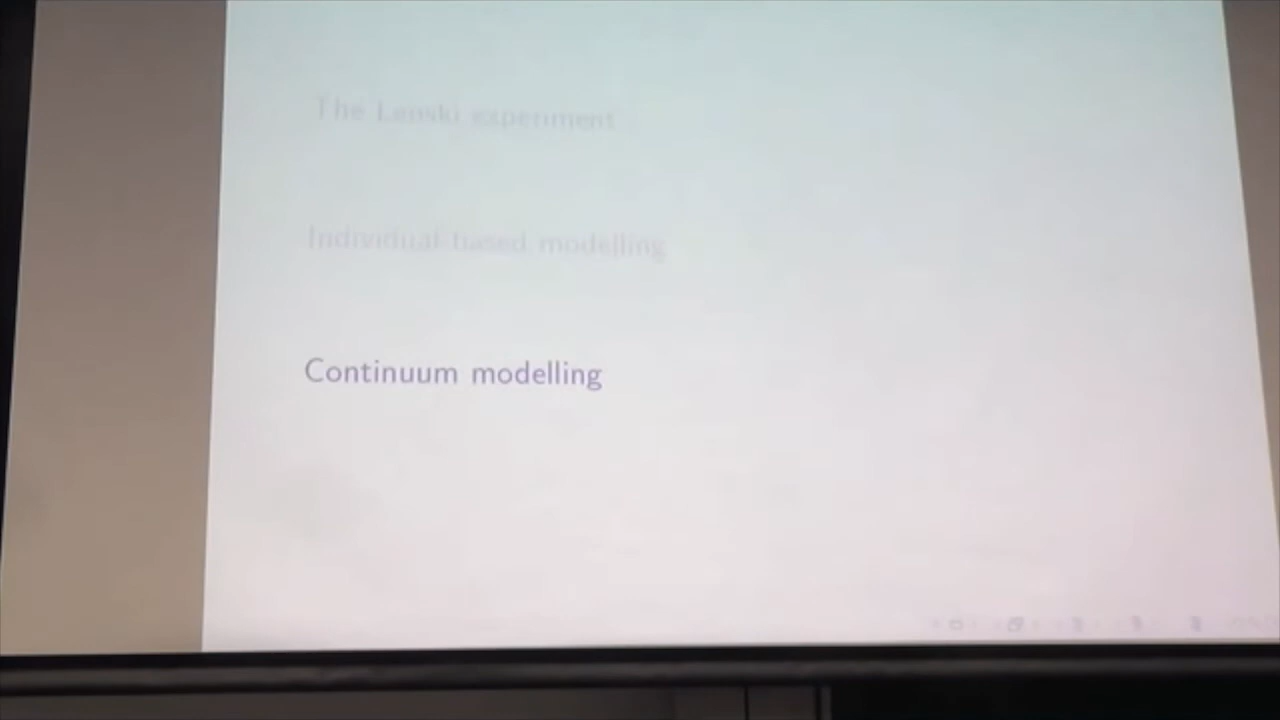 The Lenski experiment
Individual based modelling
Continuum modelling